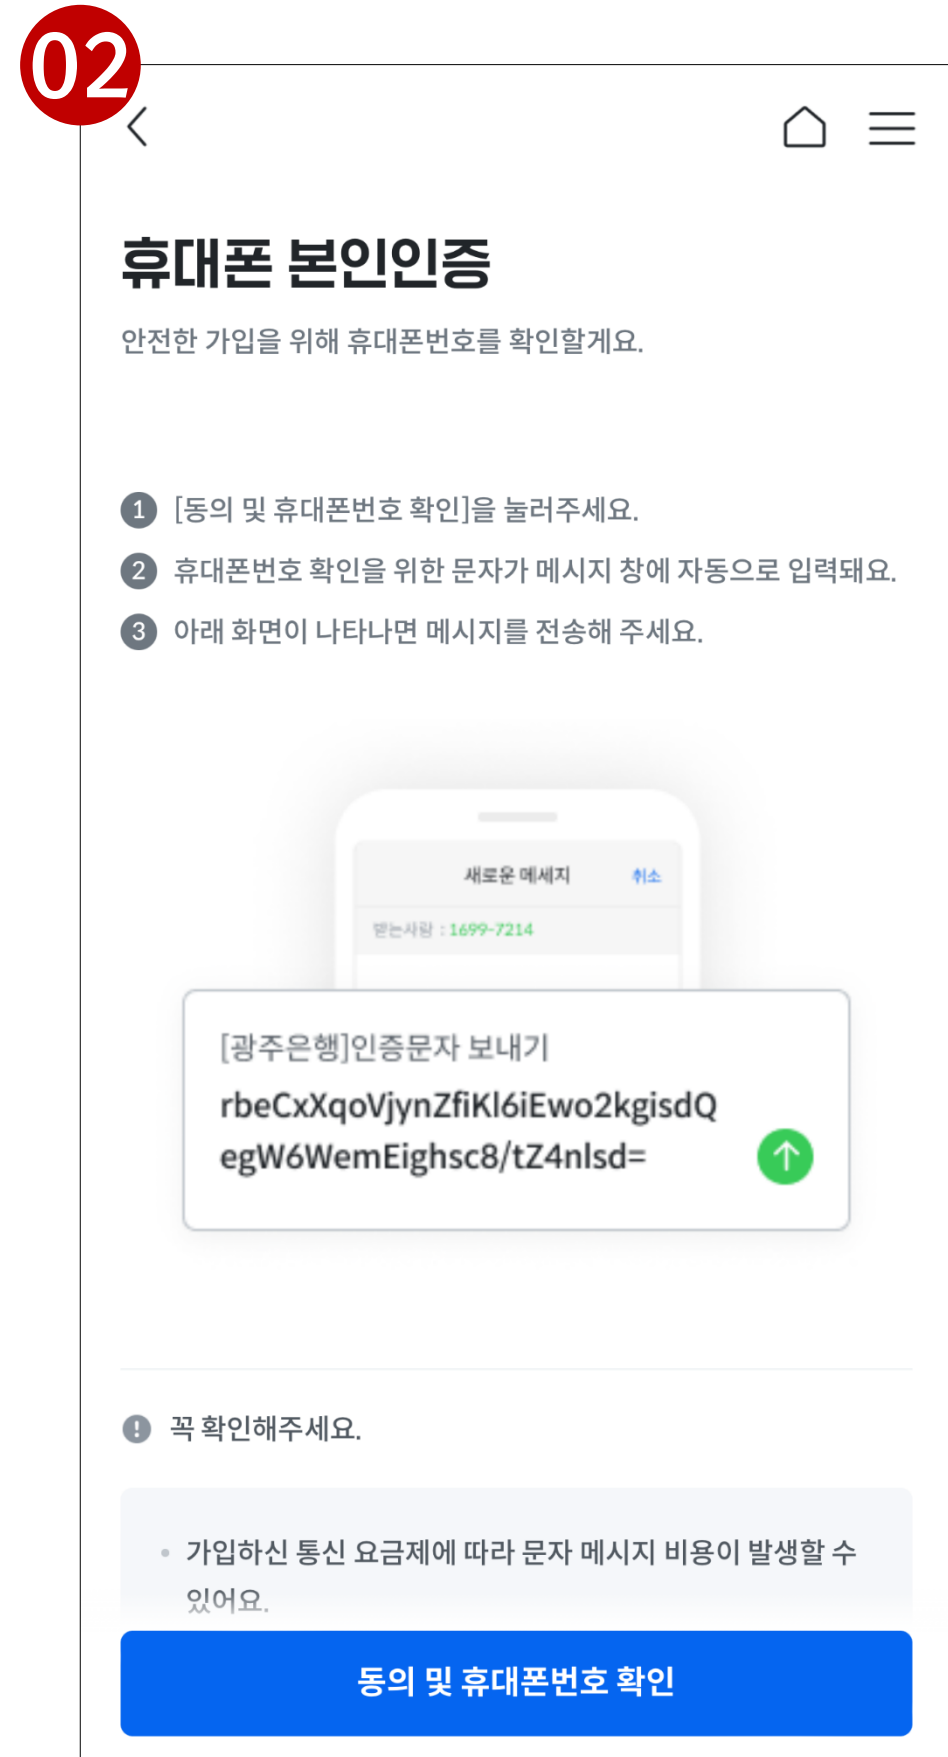 02
휴대폰 본인인증
안전한 가입을 위해 휴대폰번호를 확인할게요.
1 [동의 및 휴대폰번호 확인]을 눌러주세요.
2 휴대폰번호 확인을 위한 문자가 메시지 창에 자동으로 입력돼요.
3 아래 화면이 나타나면 메시지를 전송해 주세요.
새로운 메세지 취소
받는사람 : 1699-7214
[광주은행]인증문자 보내기
rbeCxXqoVjynZfiKl6iEwo2kgisdQ
egW6WemEighsc8/tZ4nlsd=
꼭 확인해주세요.
• 가입하신 통신 요금제에 따라 문자 메시지 비용이 발생할 수
있어요.
동의 및 휴대폰번호 확인